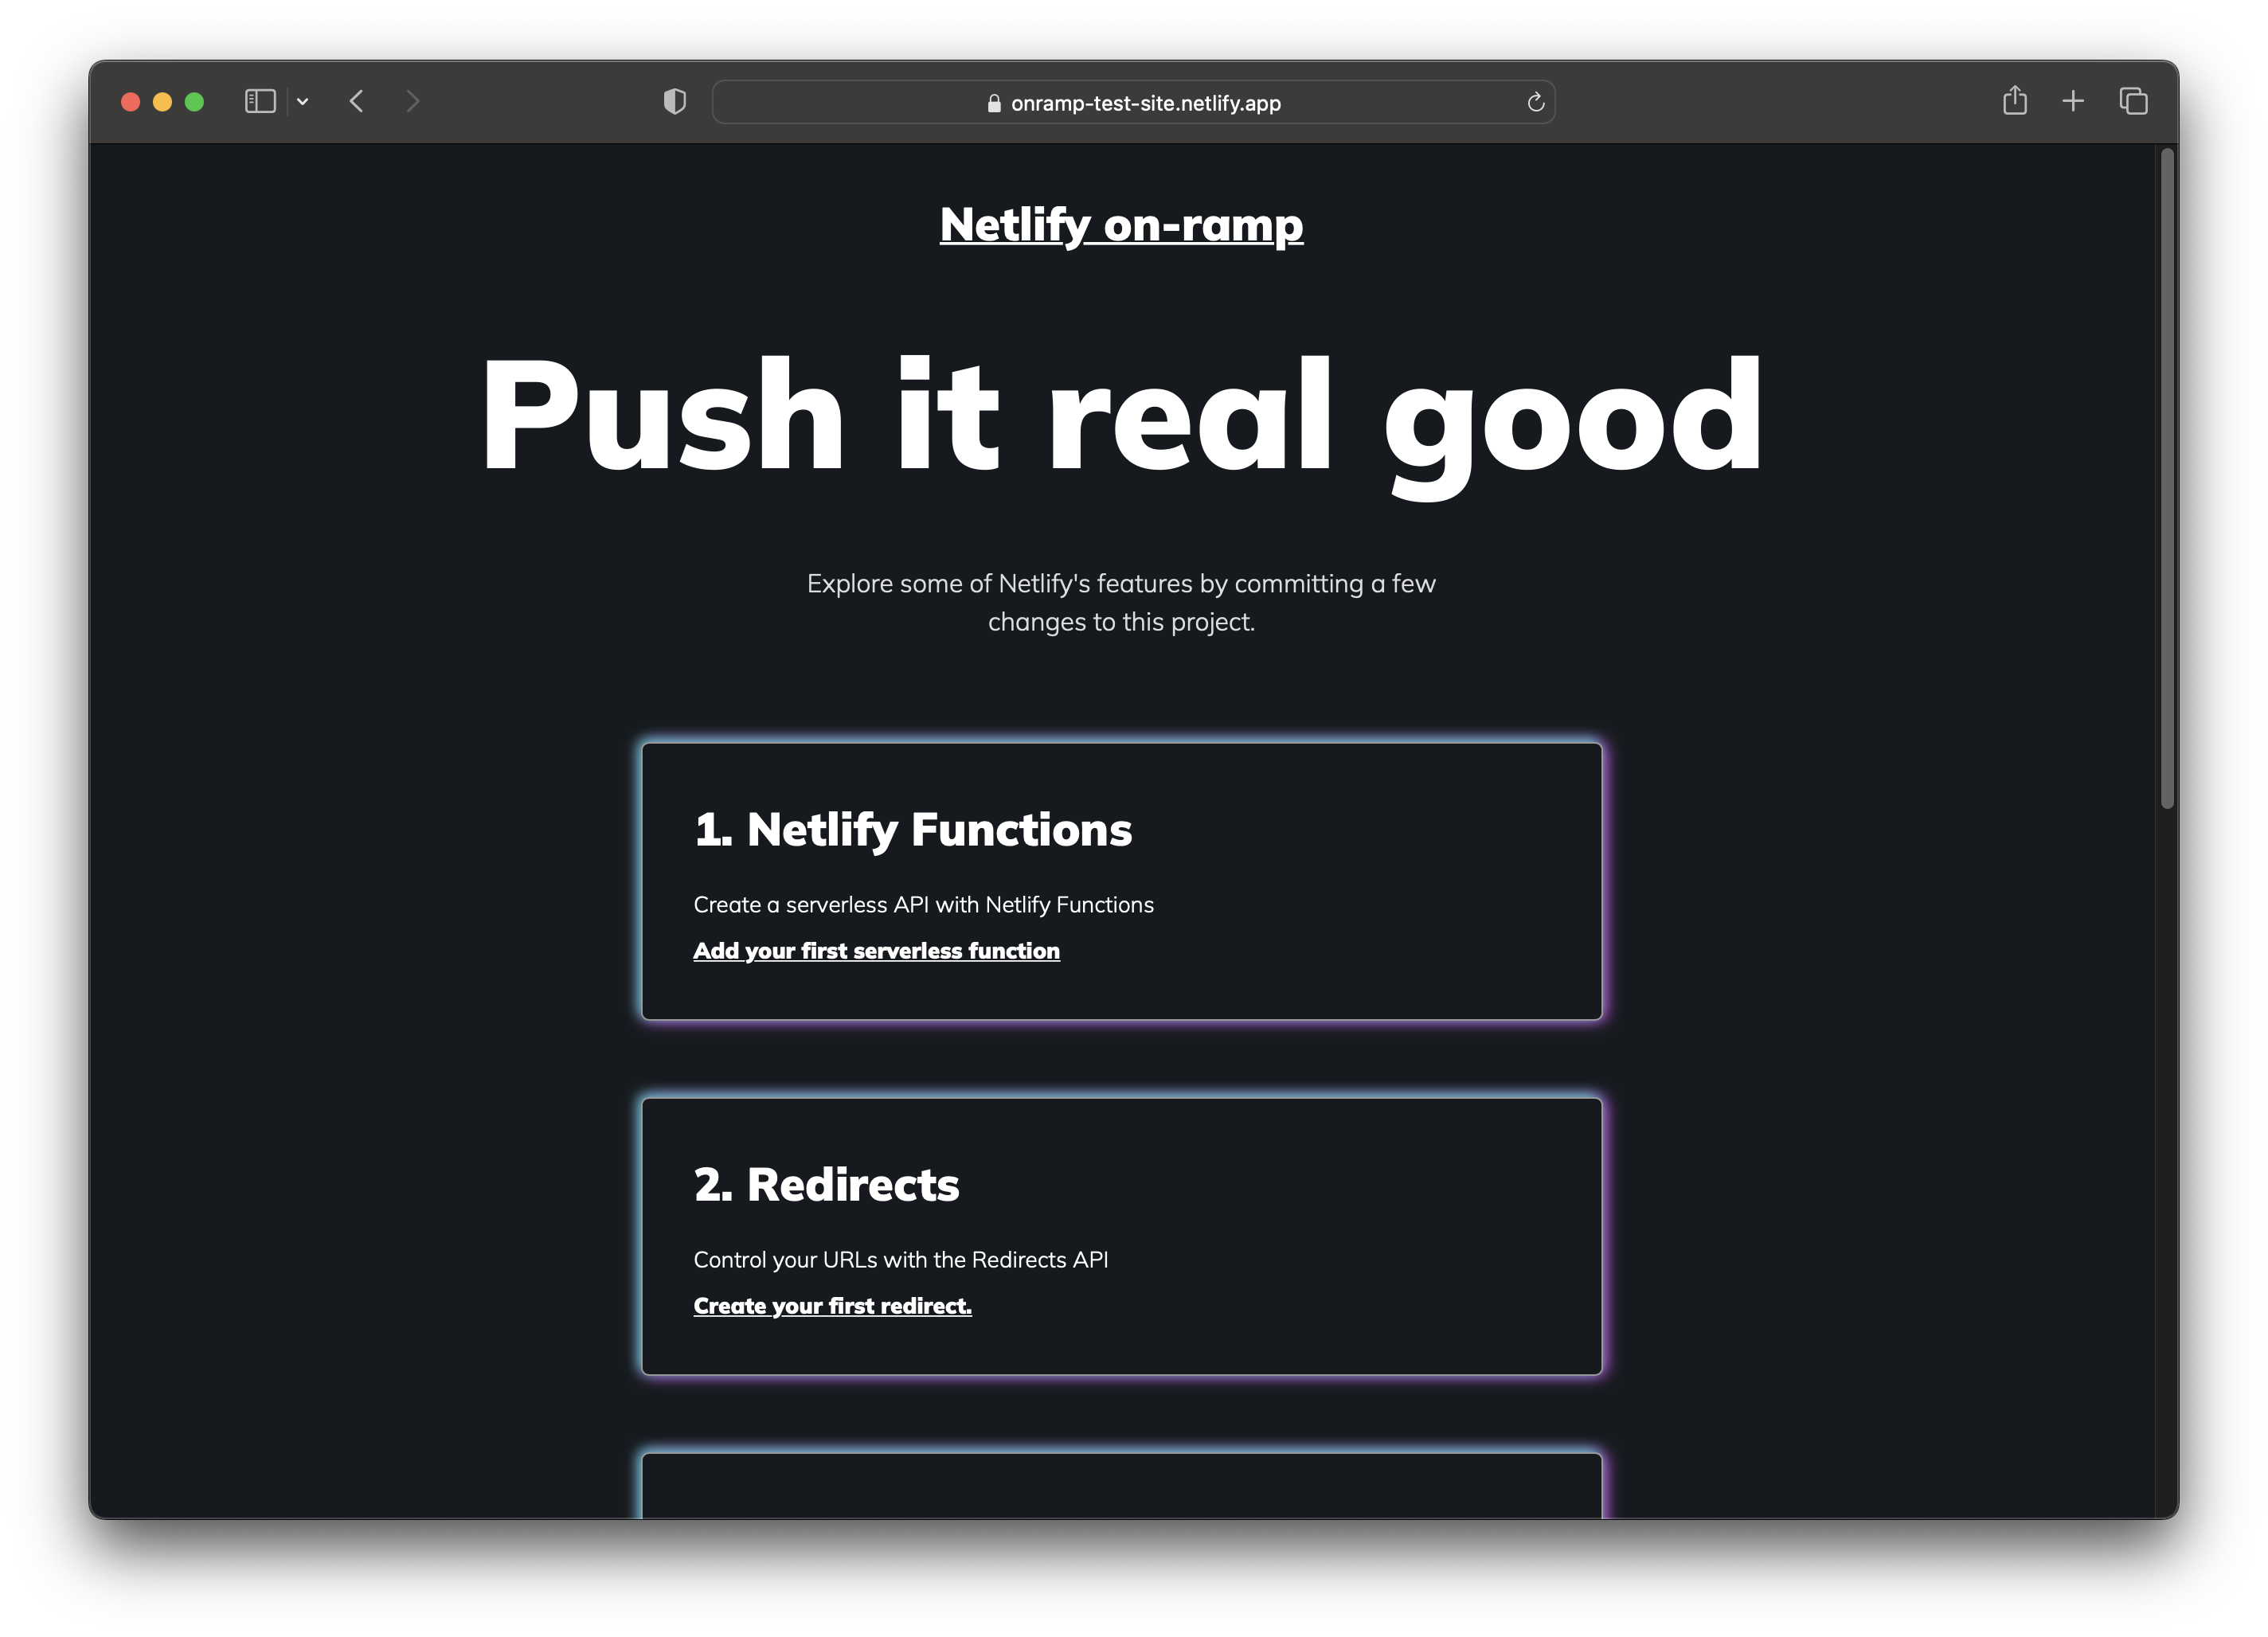 onramp-test-site.netlify.app
Netlify on-ramp
Push it real good
Explore some of Netlify's features by committing a few
changes to this project.
1. Netlify Functions
Create a serverless API with Netlify Functions
Add your first serverless function
2. Redirects
Control your URLs with the Redirects API
Create your first redirect.